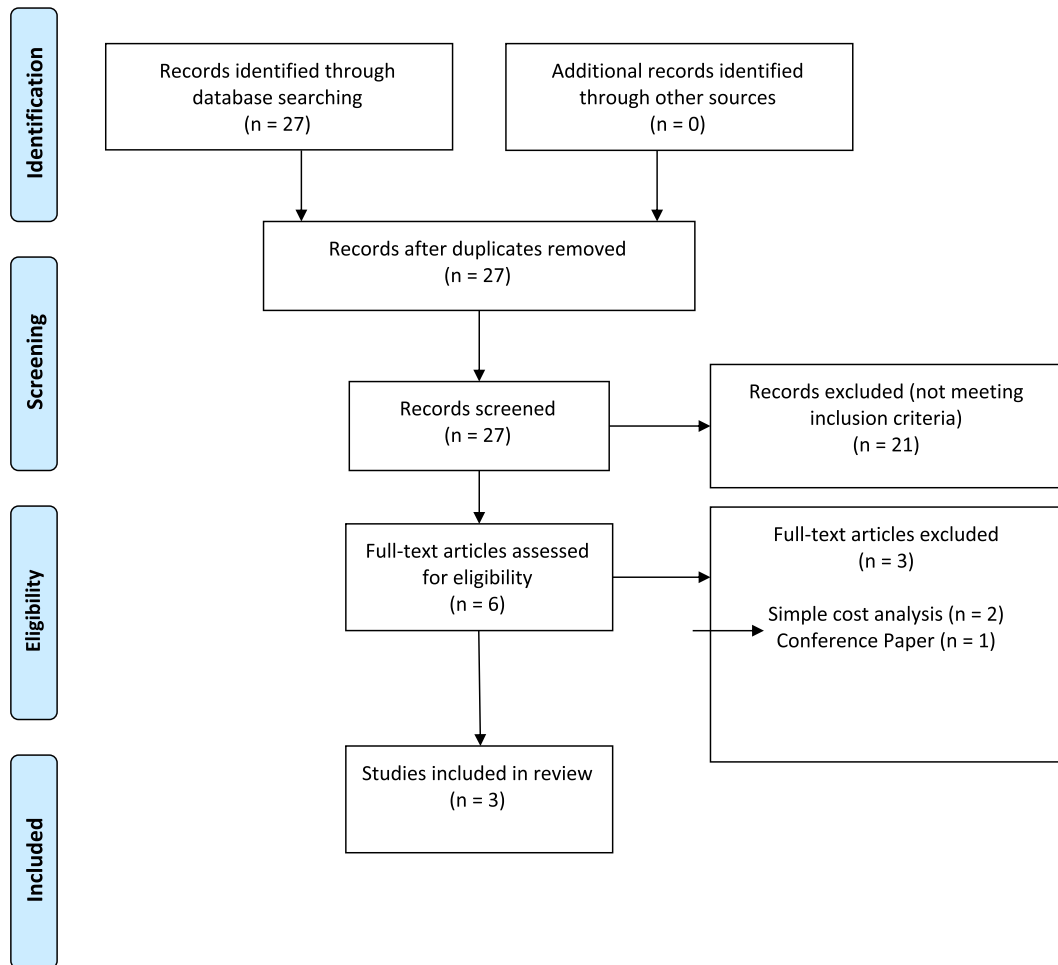 Identification
Records identified through
database searching
(n = 27)
Additional records identified
through other sources
(n = 0)
Records after duplicates removed
(n = 27)
Screening
Records screened
(n = 27)
Records excluded (not meeting
inclusion criteria)
(n = 21)
Eligibility
Full-text articles assessed
for eligibility
(n = 6)
Full-text articles excluded
(n = 3)
Simple cost analysis (n = 2)
Conference Paper (n = 1)
Included
Studies included in review
(n = 3)